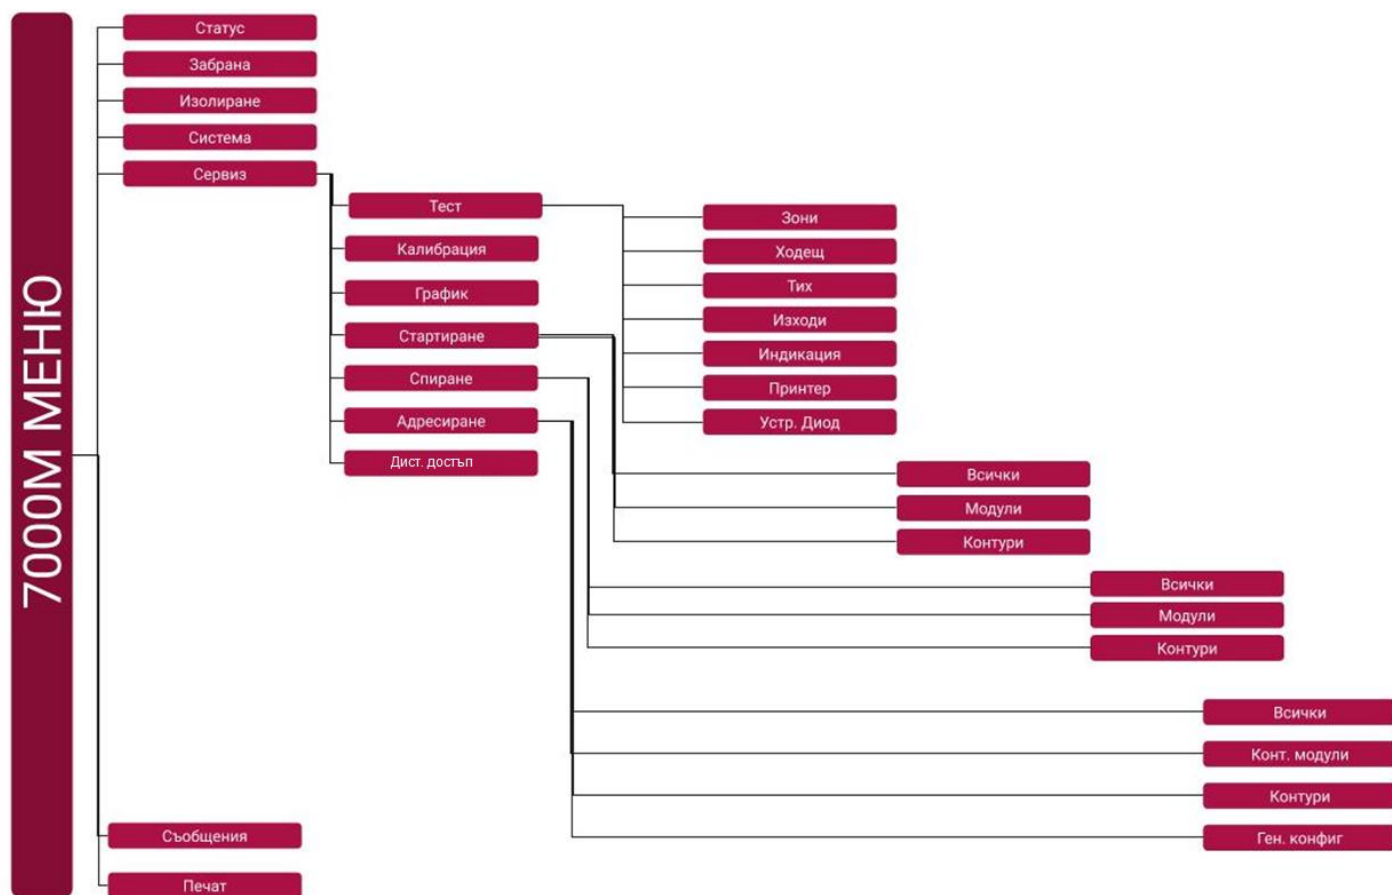 7000М МЕНЮ
Статус
Забрана
Изолиране
Система
Сервиз
Тест
Калибрация
График
Стартиране
Спиране
Адресиране
Дист. достъп
Зони
Ходещ
Тих
Изходи
Индикация
Принтер
Устр. Диод
Всички
Модули
Контури
Всички
Модули
Контури
Всички
Конт. модули
Контури
Ген. конфиг
Съобщения
Печат